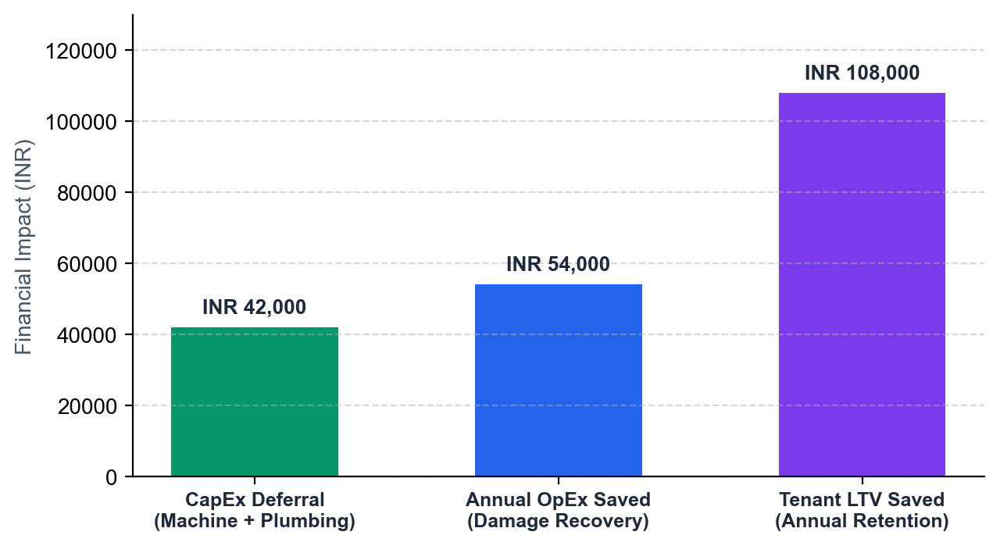 Financial Impact (INR)
120000
100000
80000
60000
40000
20000
0
INR 42,000
INR 54,000
INR 108,000
CapEx Deferral
(Machine + Plumbing)
Annual OpEx Saved
(Damage Recovery)
Tenant LTV Saved
(Annual Retention)